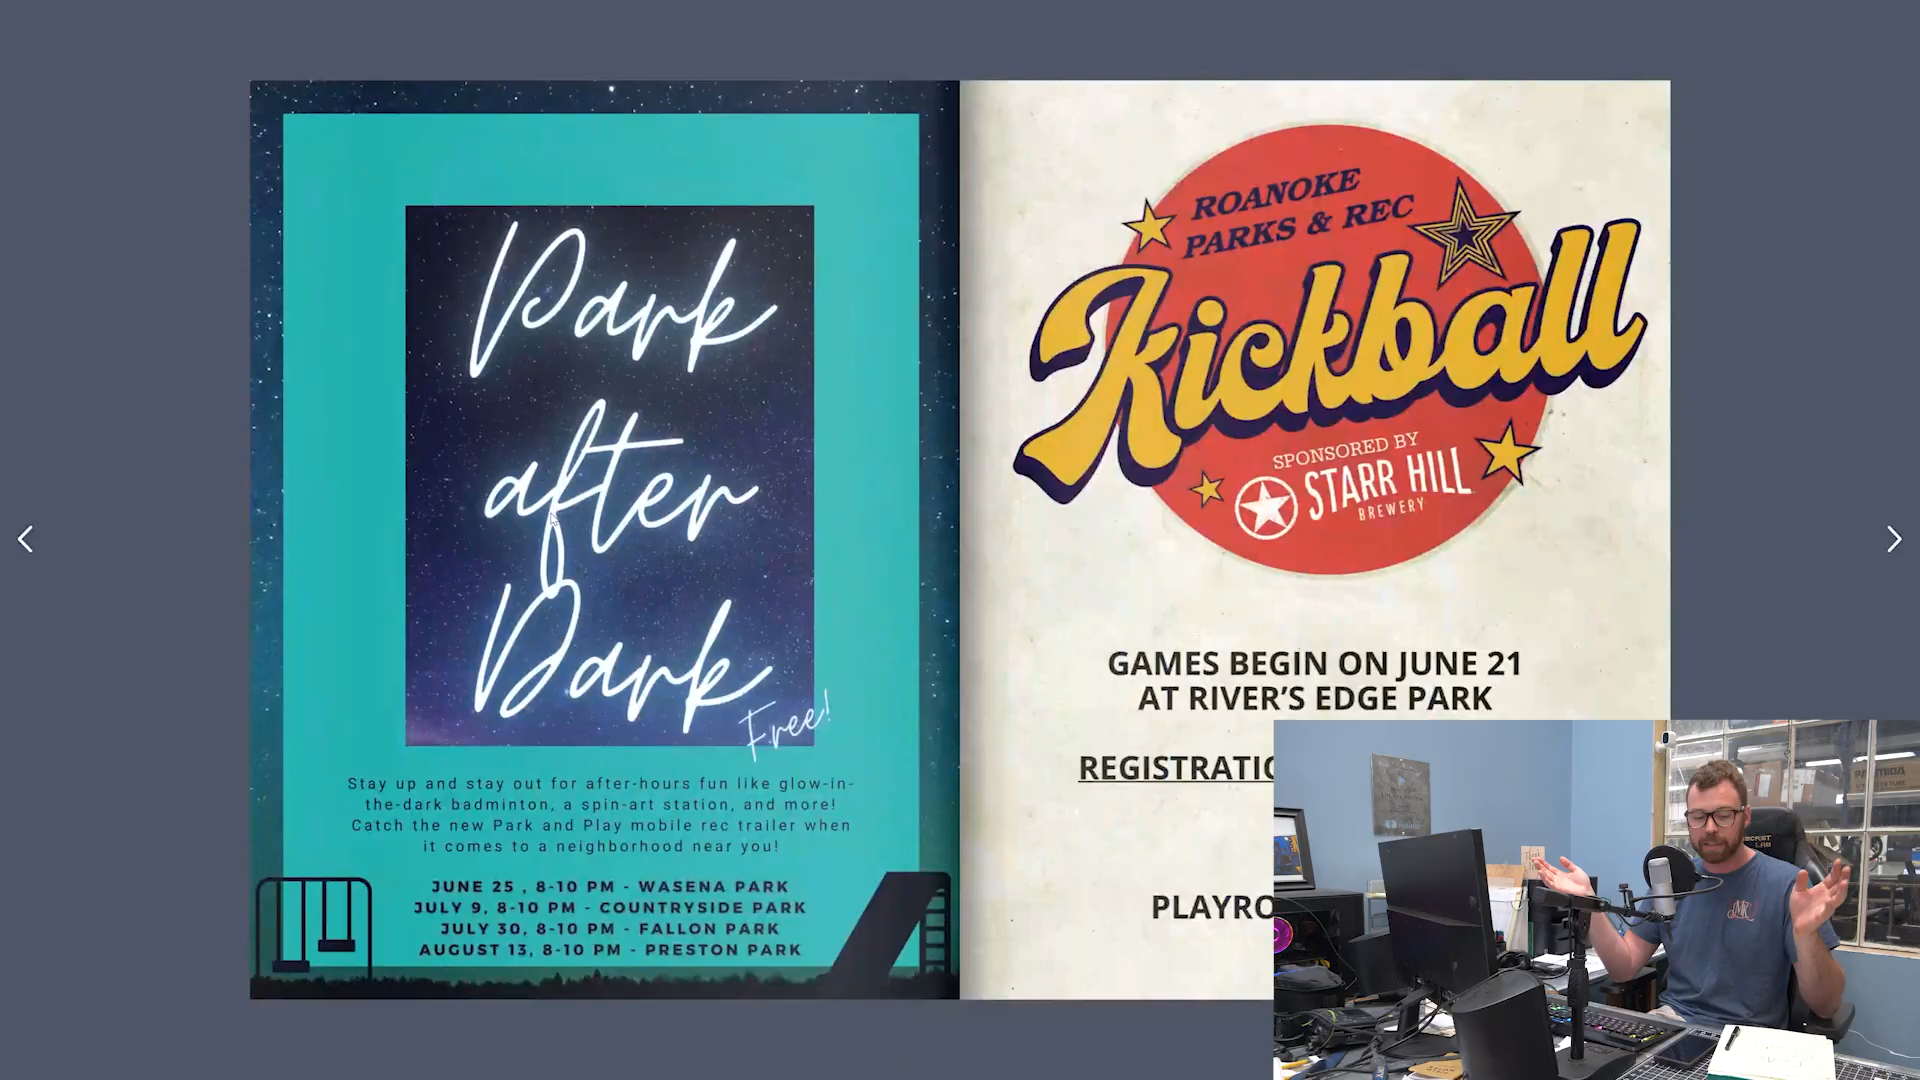 Park
after
Dark
Free!
Stay up and stay out for after-hours fun like glow-in-
the-dark badminton, a spin-art station, and more!
Catch the new Park and Play mobile rec trailer when
it comes to a neighborhood near you!
JUNE 25 , 8-10 PM - WASENA PARK
JULY 9, 8-10 PM - COUNTRYSIDE PARK
JULY 30, 8-10 PM - FALLON PARK
AUGUST 13, 8-10 PM - PRESTON PARK
ROANOKE
PARKS & REC
Kickball
SPONSORED BY
STARR HILL
BREWERY
GAMES BEGIN ON JUNE 21
AT RIVER'S EDGE PARK
REGISTRATIO
PLAYRO
SECRET
LAB